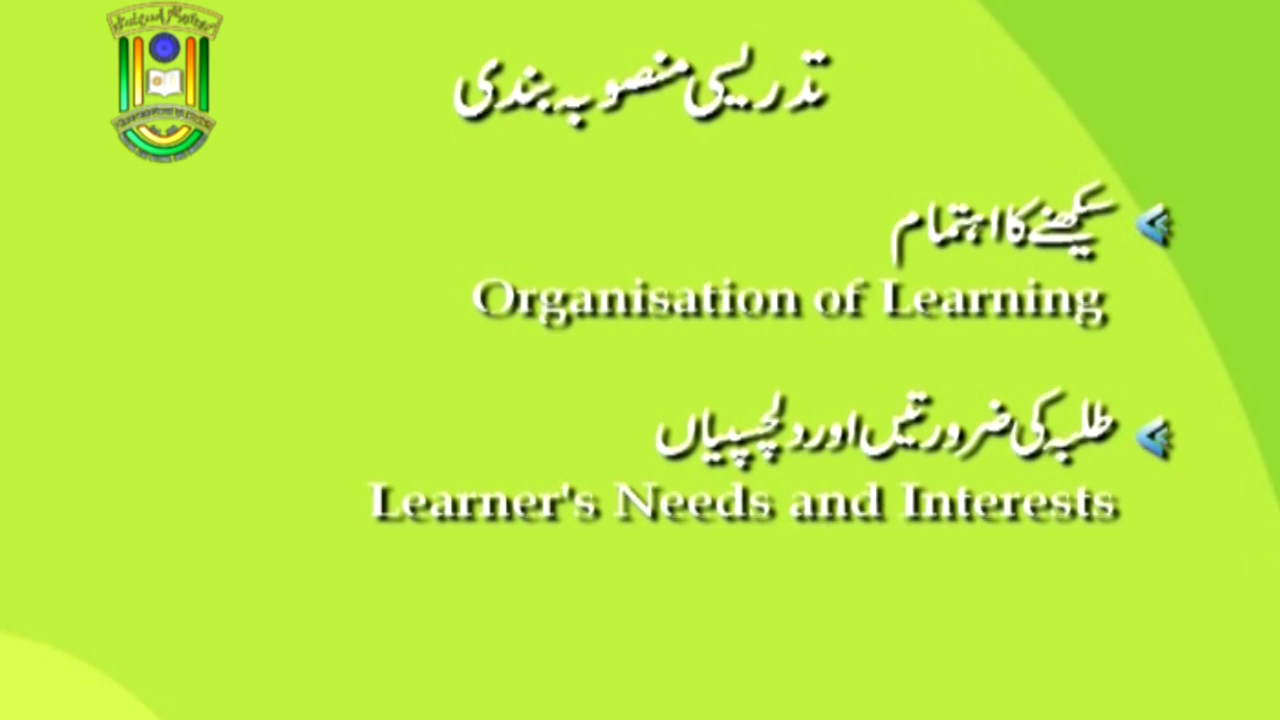 تدریسی منصوبہ بندی
سیکھنے کا اہتمام
Organisation of Learning
طلبہ کی ضرورتیں اور دلچسپیاں
Learner's Needs and Interests